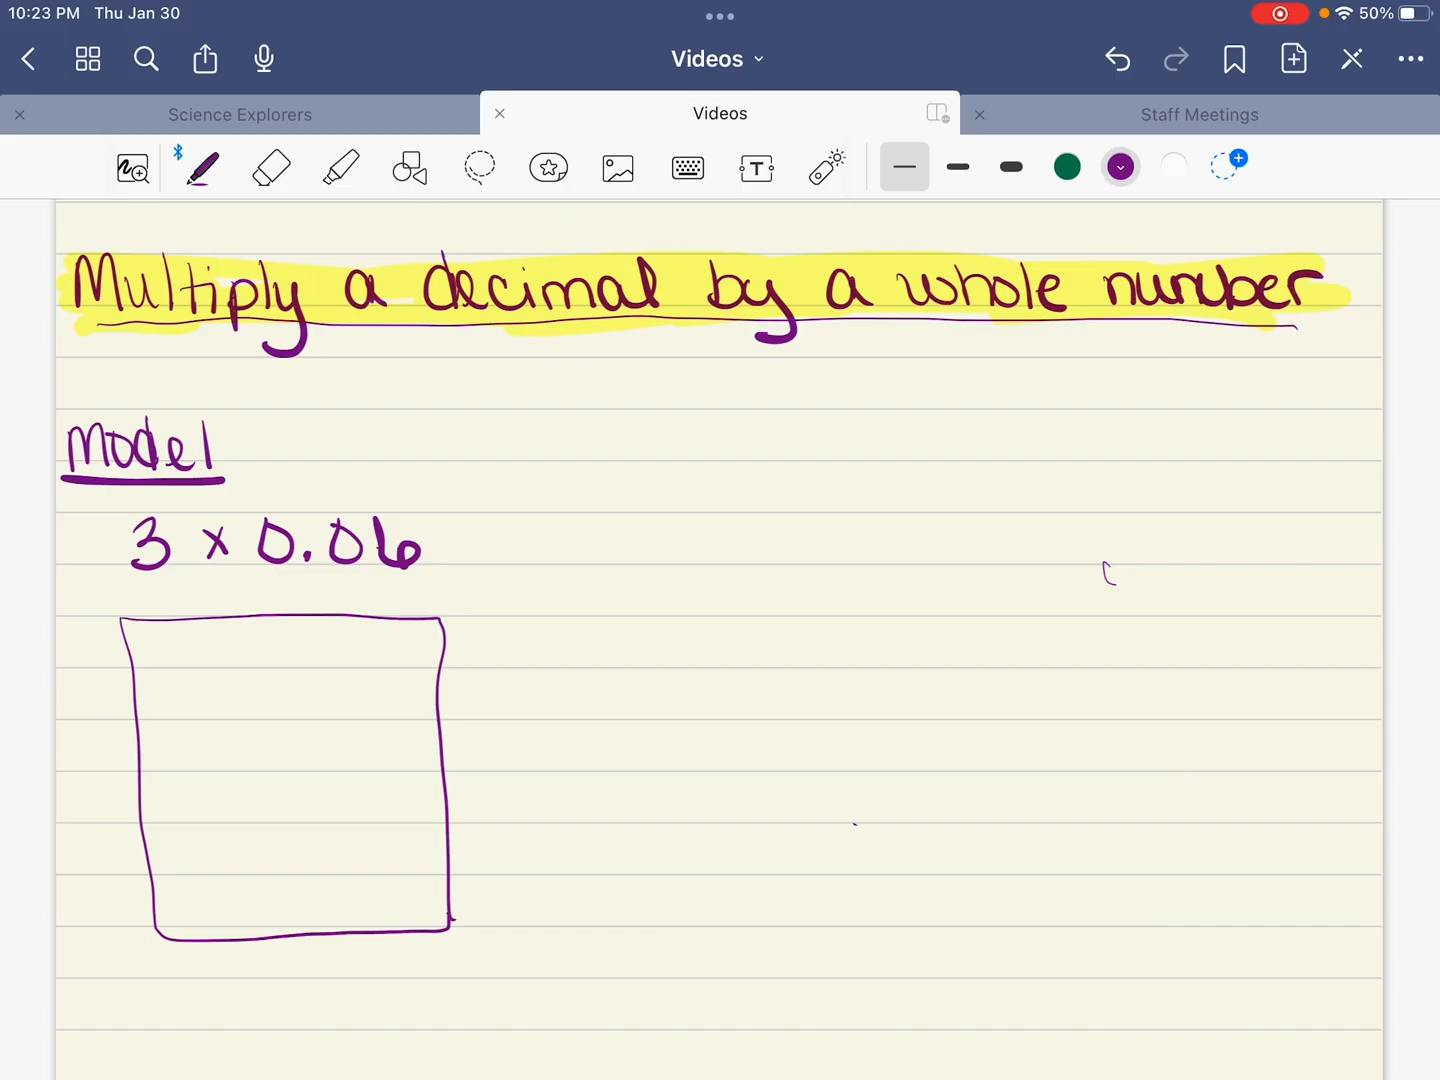 10:23 PM Thu Jan 30
50%
Videos
Science Explorers
Videos
Staff Meetings
T
Multiply a decimal by a whole number
Model
3 x 0.06